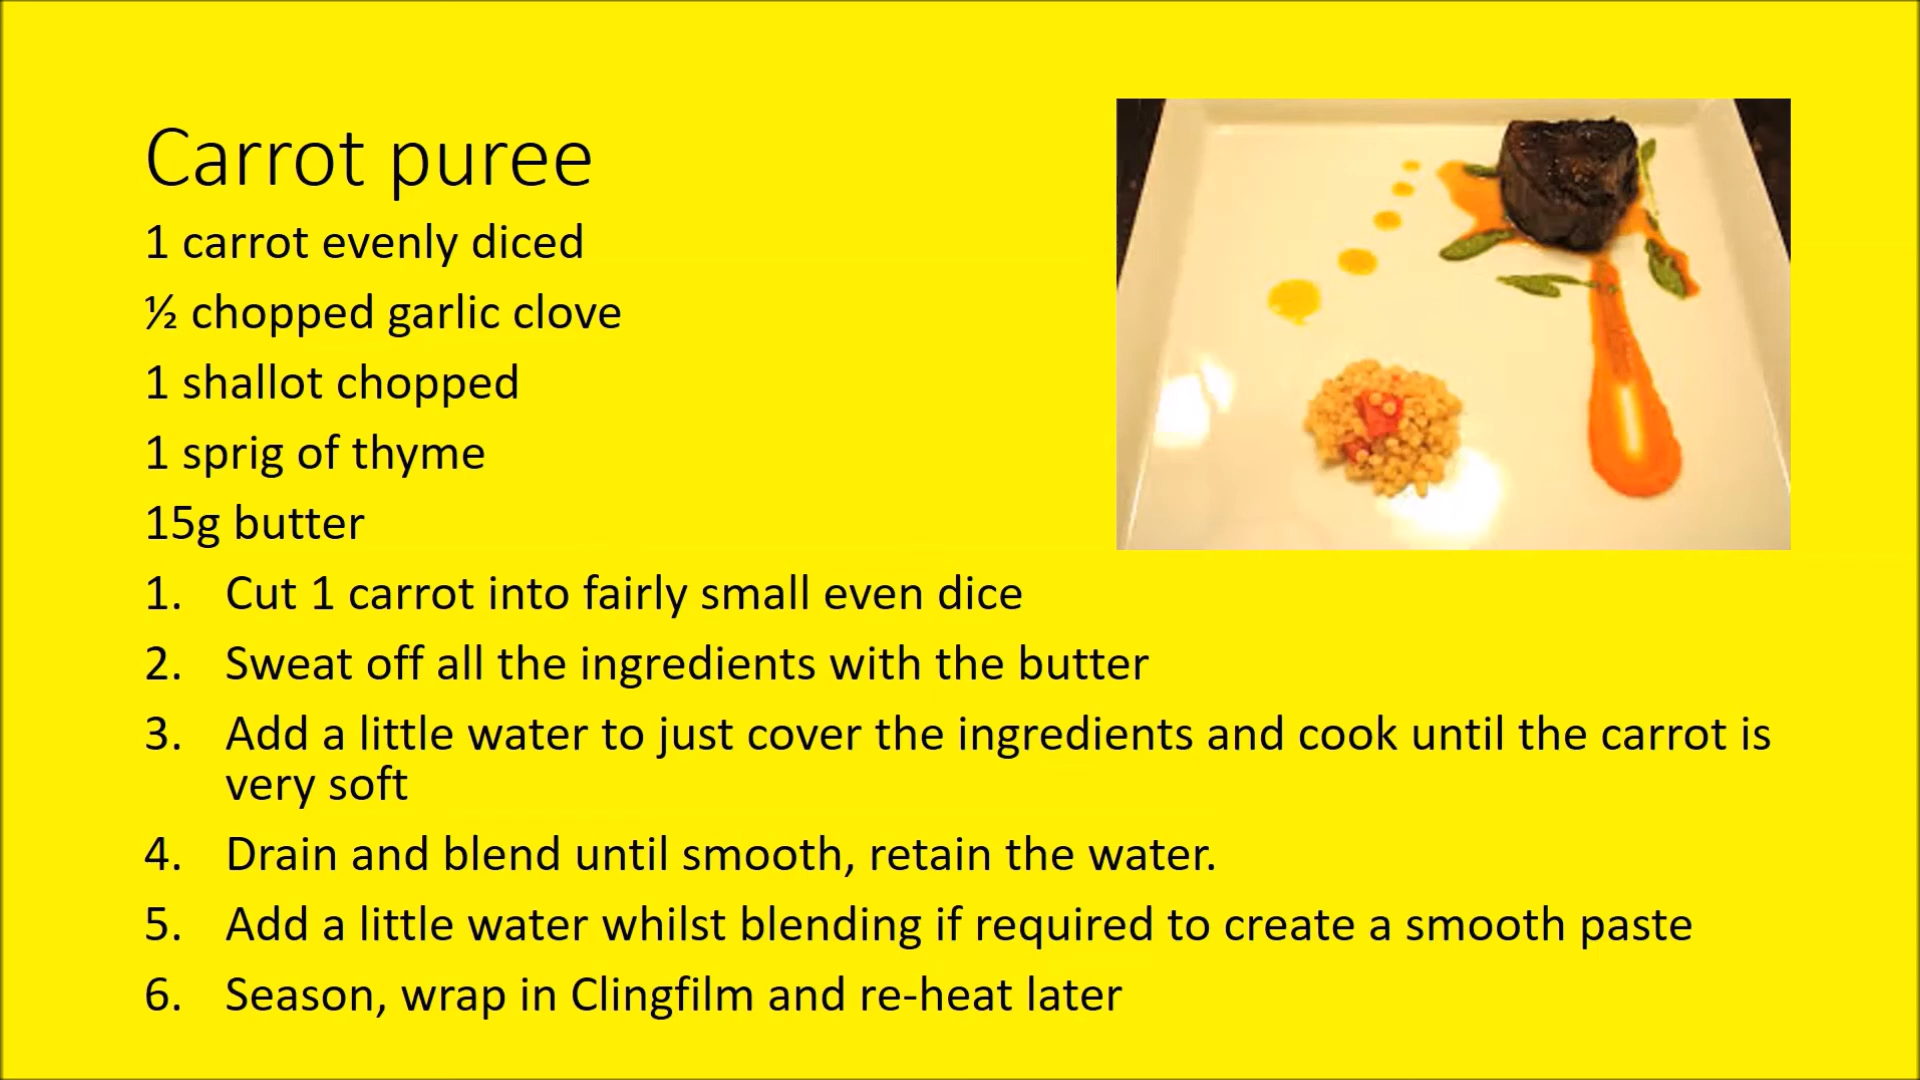 Carrot puree
1 carrot evenly diced
½ chopped garlic clove
1 shallot chopped
1 sprig of thyme
15g butter
1. Cut 1 carrot into fairly small even dice
2. Sweat off all the ingredients with the butter
3. Add a little water to just cover the ingredients and cook until the carrot is
very soft
4. Drain and blend until smooth, retain the water.
5. Add a little water whilst blending if required to create a smooth paste
6. Season, wrap in Clingfilm and re-heat later